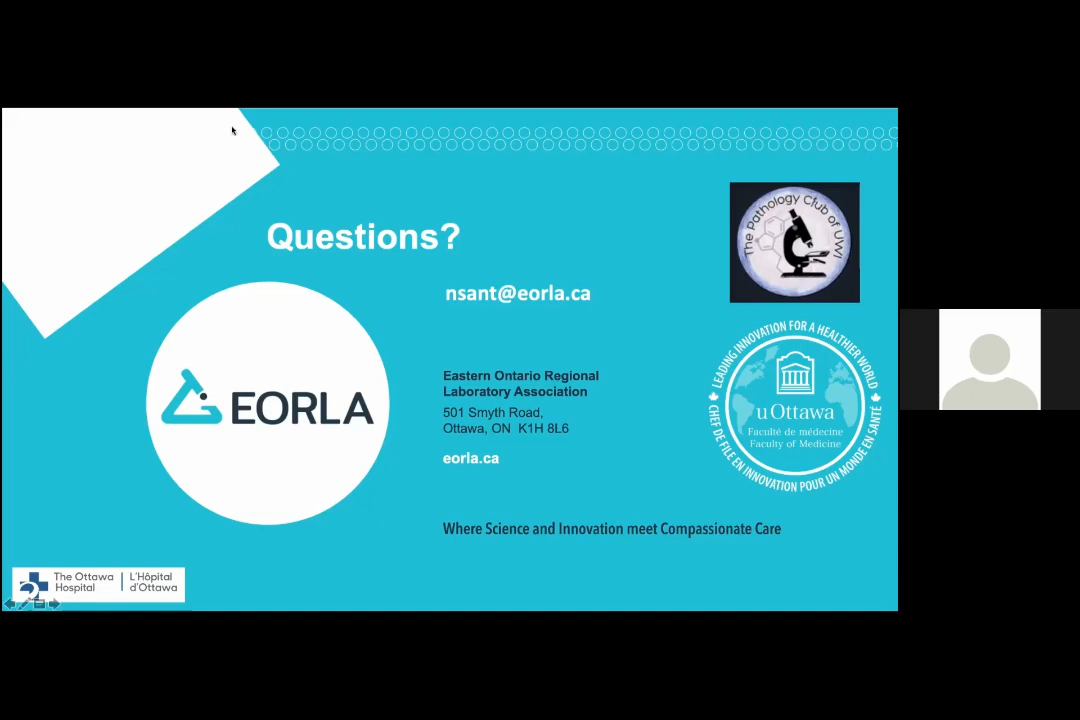 Questions?
The Pathology Club of UWI
nsant@eorla.ca
LEADING INNOVATION FOR A HEALTHIER WORLD
EORLA
Eastern Ontario Regional
Laboratory Association
501 Smyth Road,
Ottawa, ON K1H 8L6
eorla.ca
uOttawa
Faculté de médecine
Faculty of Medicine
CHEF DE FILE EN INNOVATION POUR UN MONDE EN SANTÉ
Where Science and Innovation meet Compassionate Care
The Ottawa
Hospital
L'Hôpital
d'Ottawa